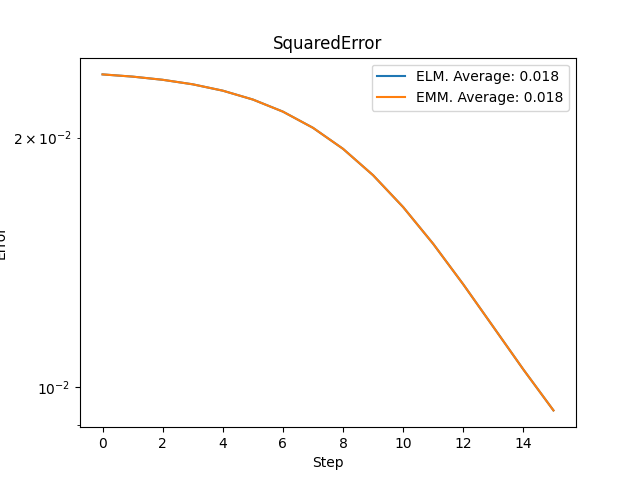 SquaredError
ELM. Average: 0.018
EMM. Average: 0.018
2 × 10⁻²
10⁻²
Error
0 2 4 6 8 10 12 14
Step